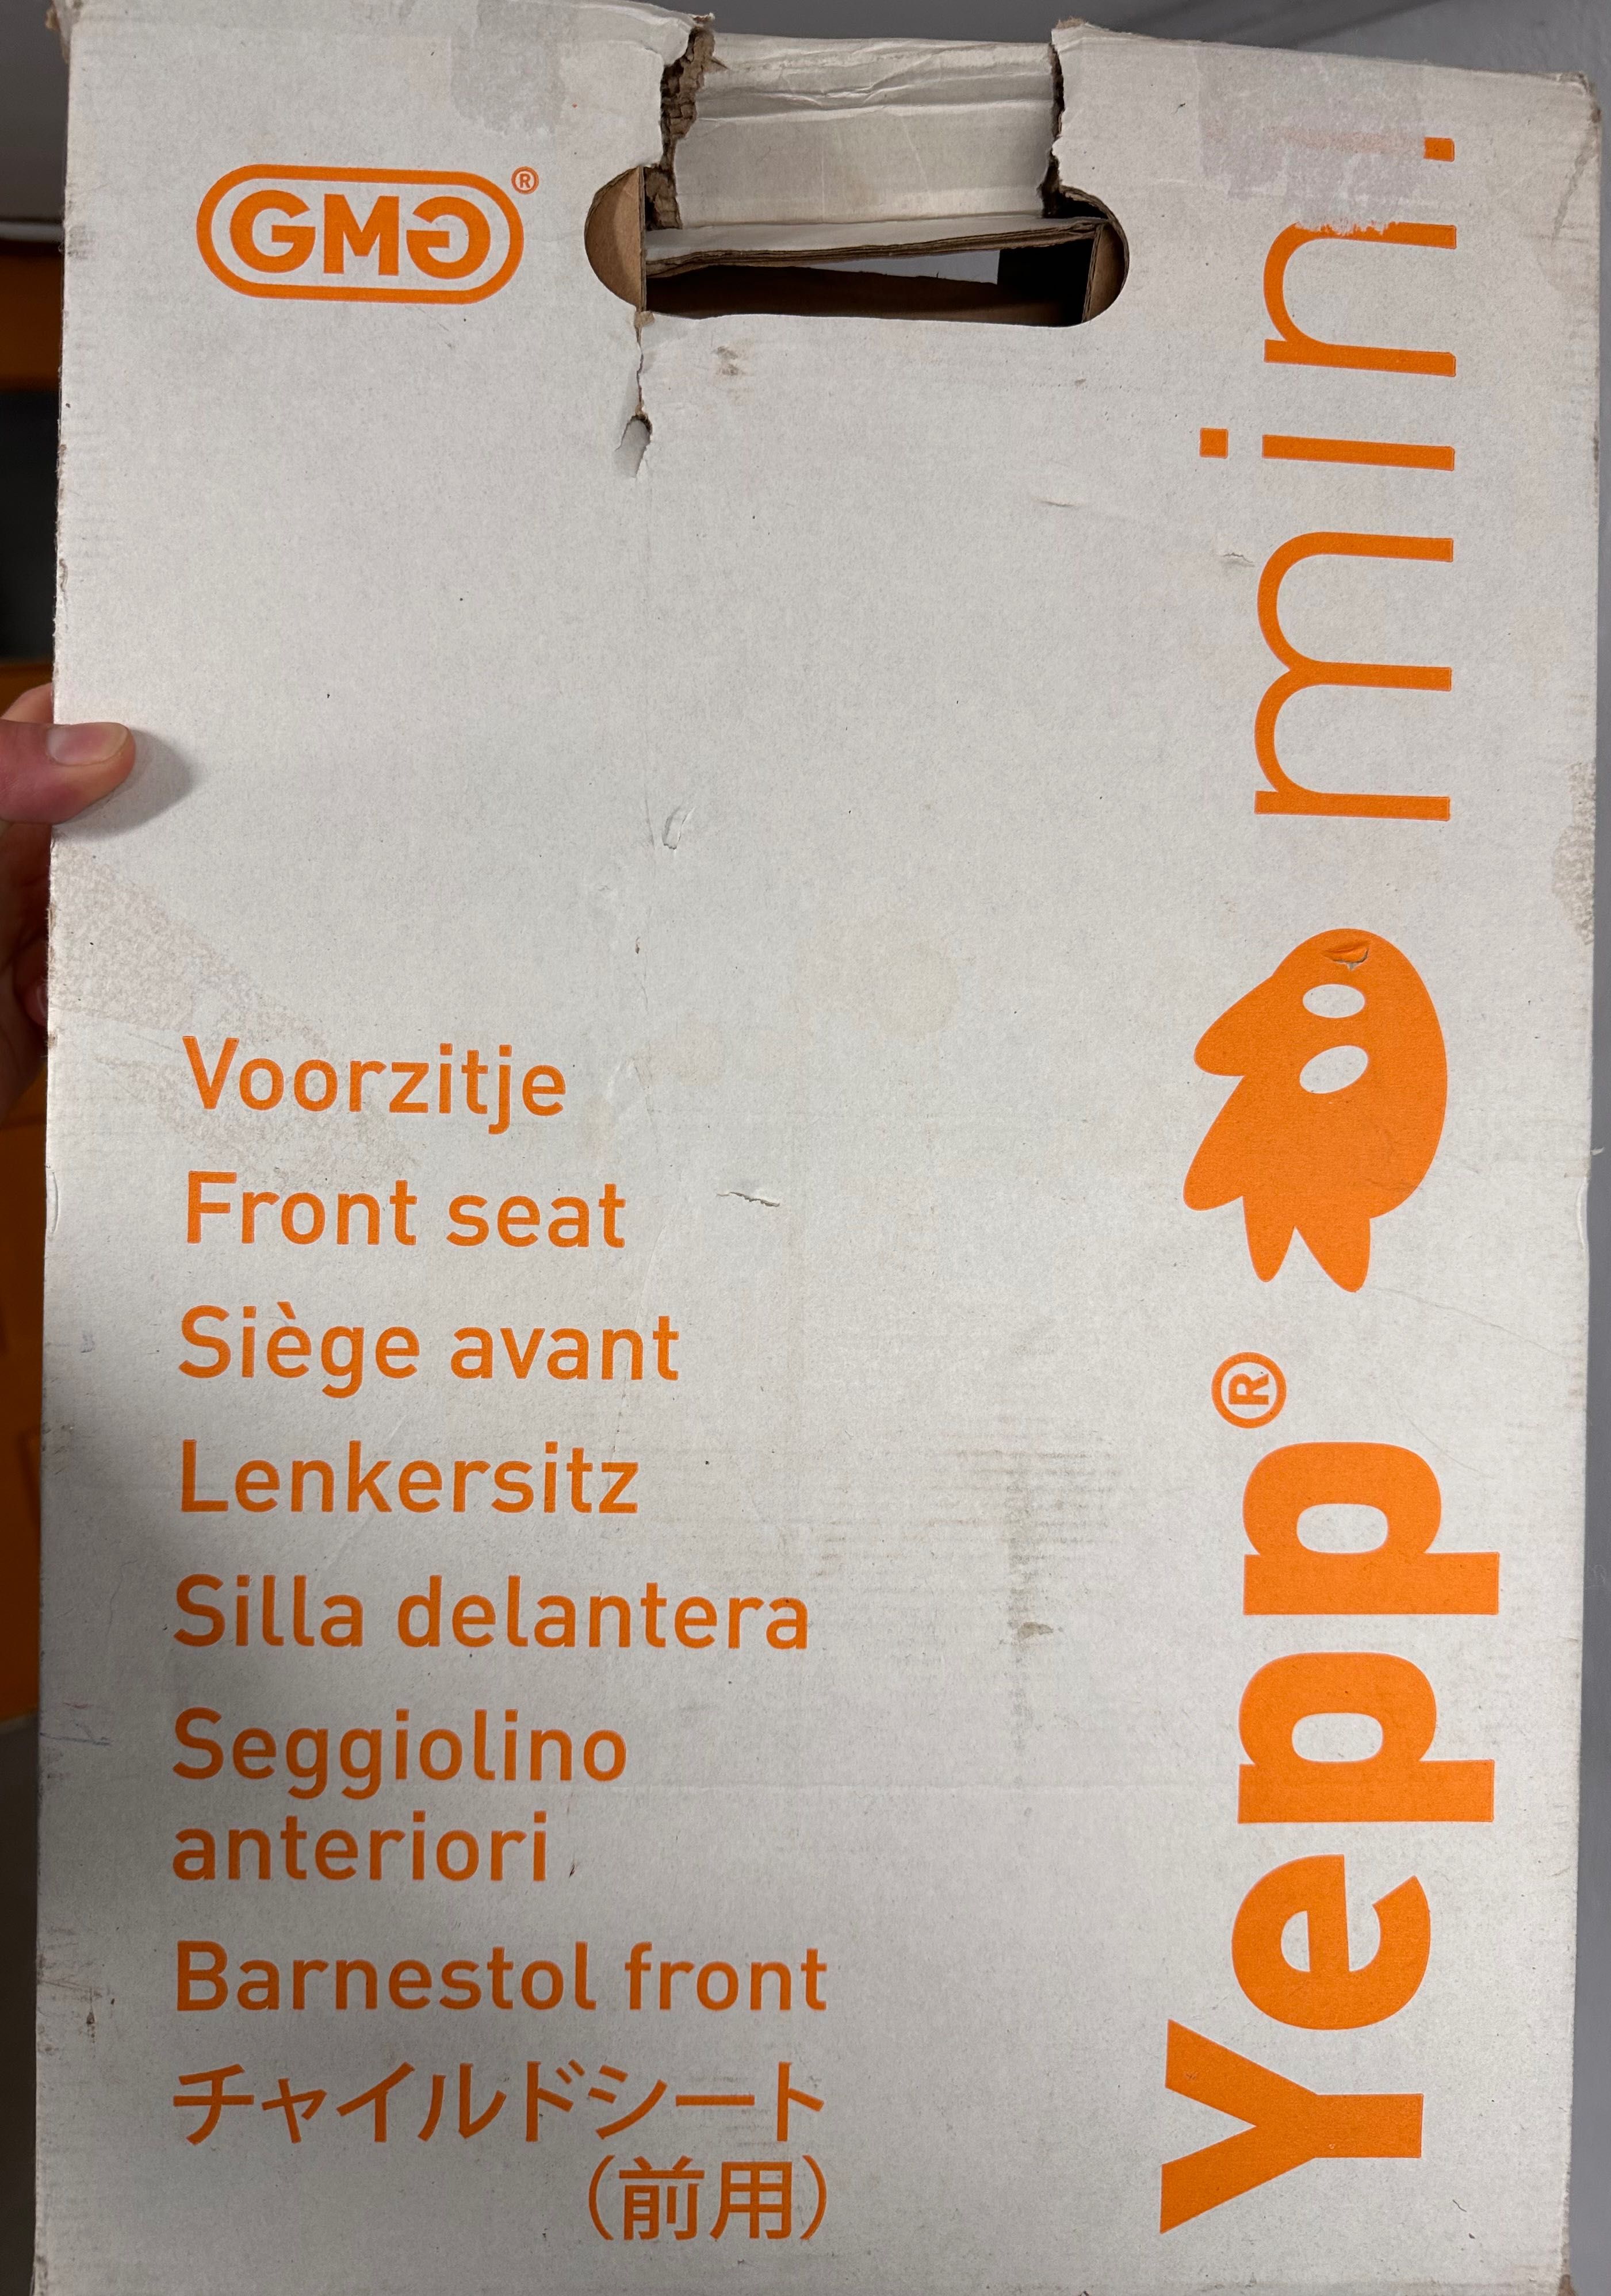 GMG®
Voorzitje
Front seat
Siège avant
Lenkersitz
Silla delantera
Seggiolino
anteriori
Barnestol front
チャイルドシート
（前用）
Yepp® mini